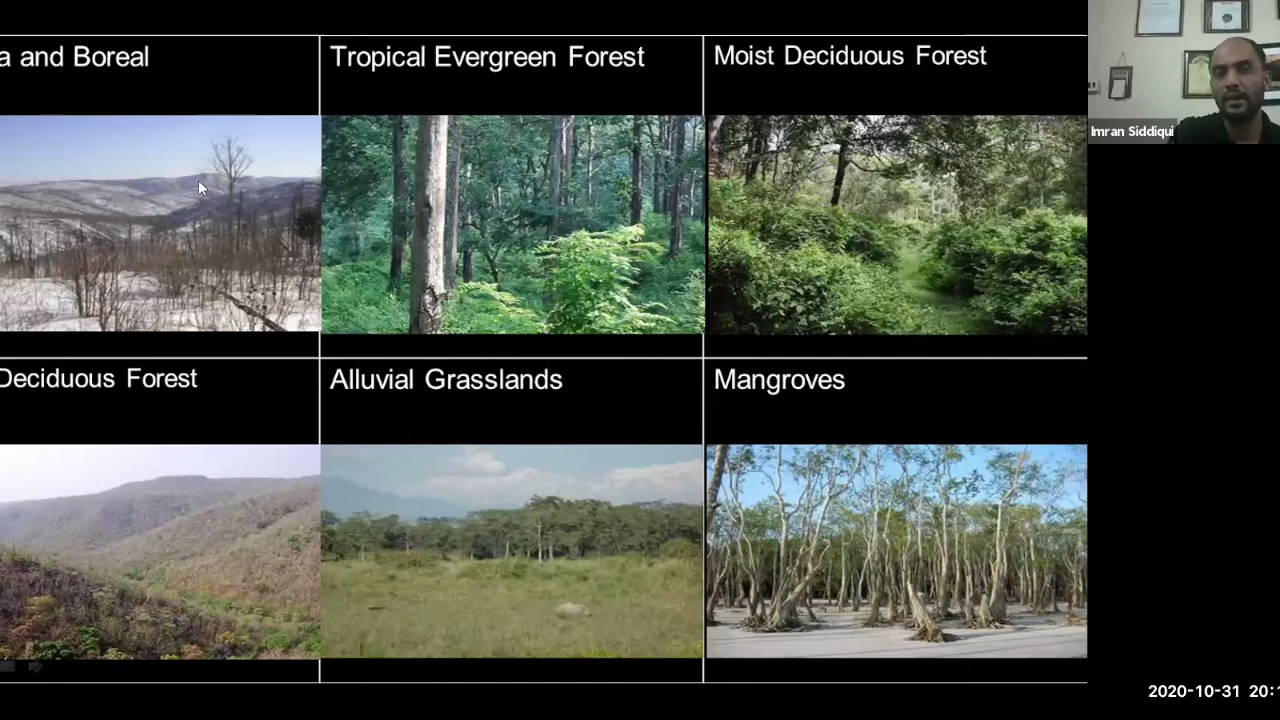 a and Boreal
Tropical Evergreen Forest
Moist Deciduous Forest
Imran Siddiqui
Deciduous Forest
Alluvial Grasslands
Mangroves
2020-10-31 20: